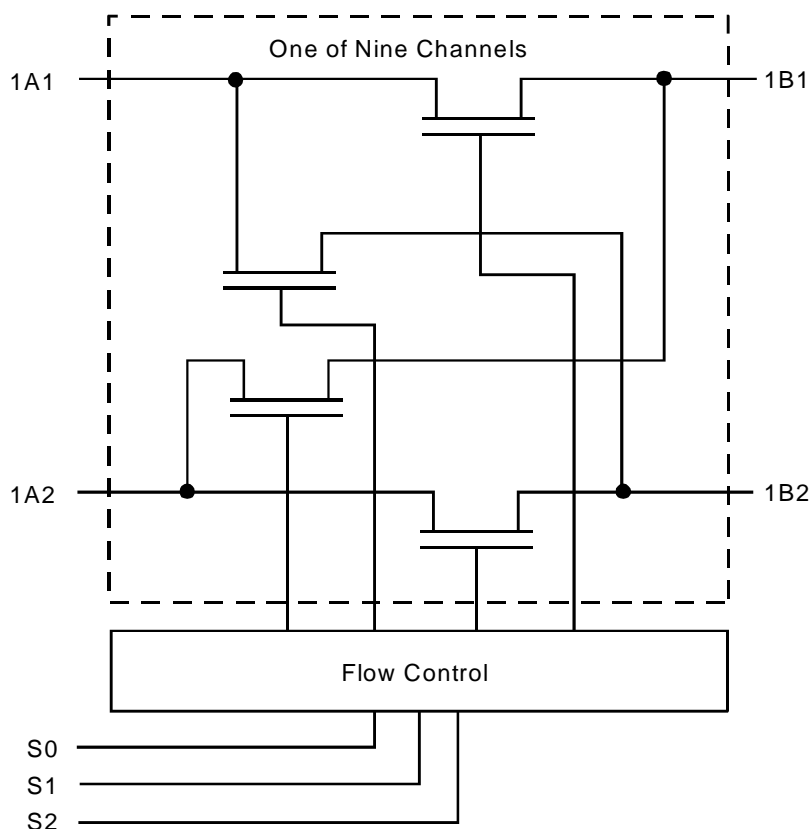 One of Nine Channels
1A1
1B1
1A2
1B2
Flow Control
S0
S1
S2